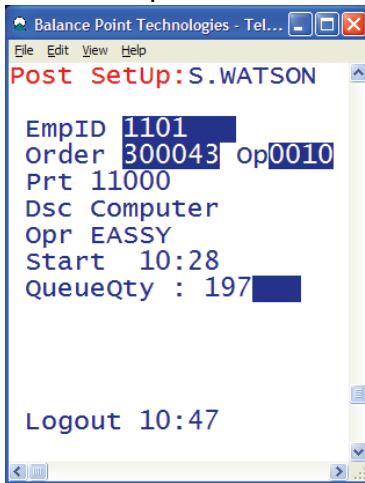 Balance Point Technologies - Tel...
File Edit View Help
Post SetUp:S.WATSON
EmpID 1101
Order 300043 Op0010
Prt 11000
Dsc Computer
Opr EASSY
Start 10:28
QueueQty : 197
Logout 10:47